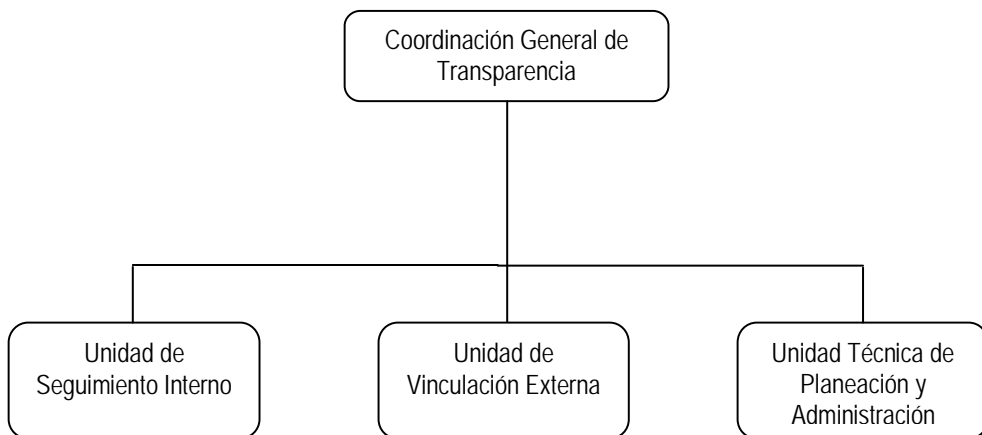 Coordinación General de
Transparencia
Unidad de
Seguimiento Interno
Unidad de
Vinculación Externa
Unidad Técnica de
Planeación y
Administración